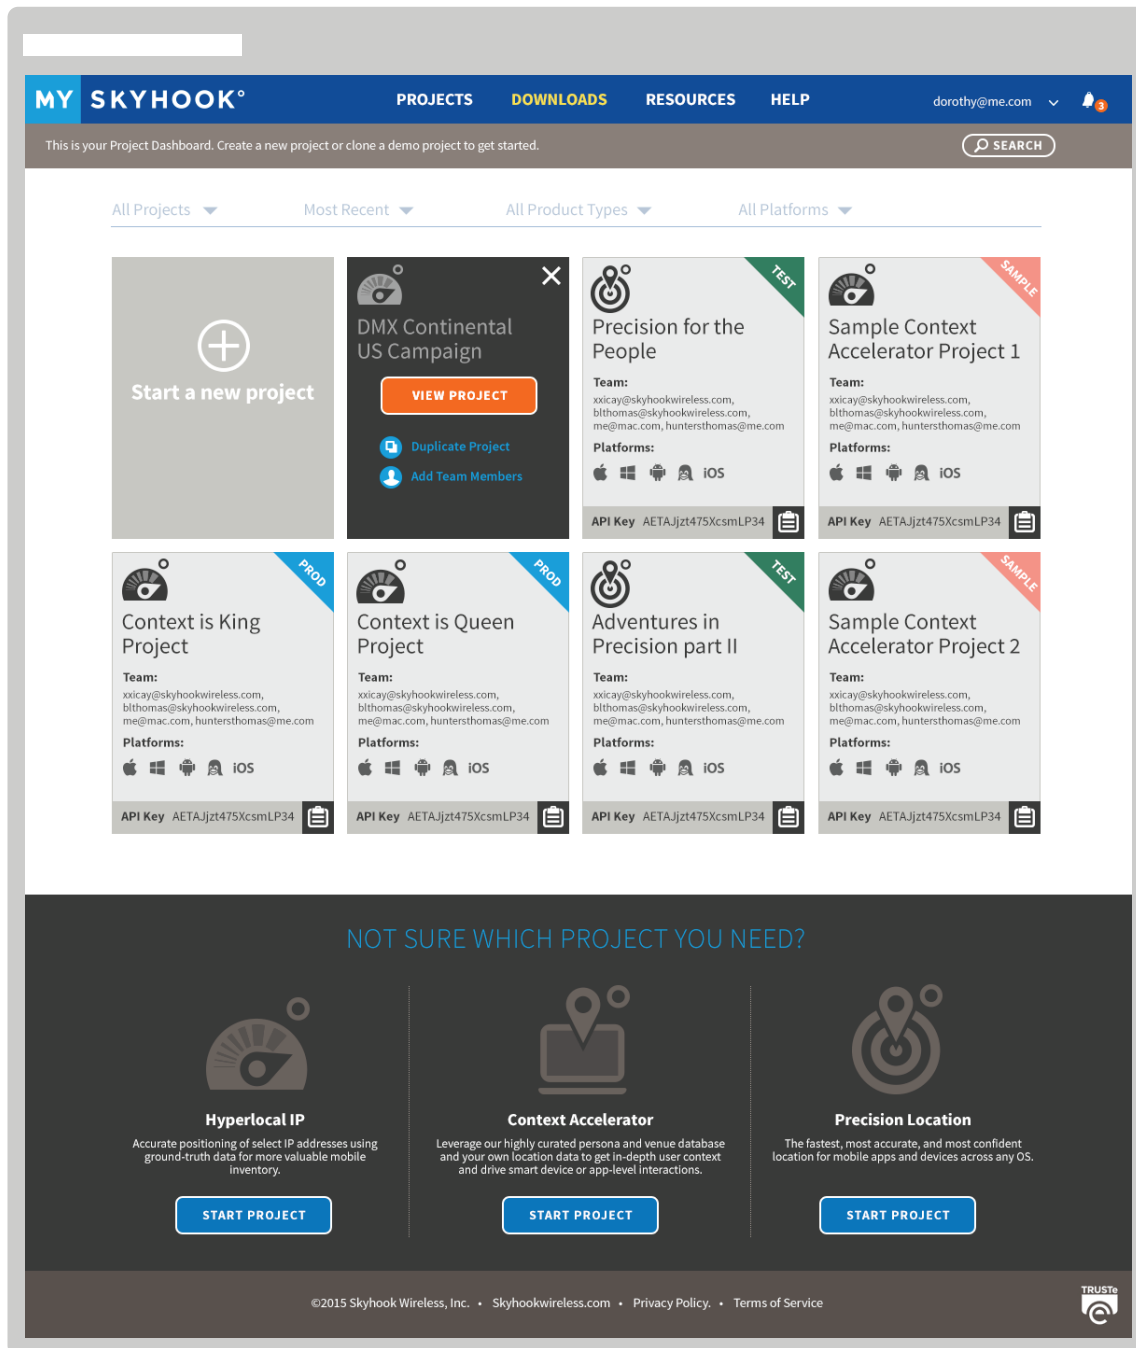 MY SKYHOOK°
PROJECTS DOWNLOADS RESOURCES HELP
dorothy@me.com
3
This is your Project Dashboard. Create a new project or clone a demo project to get started.
SEARCH
All Projects
Most Recent
All Product Types
All Platforms
Start a new project
DMX Continental
US Campaign
VIEW PROJECT
Duplicate Project
Add Team Members
TEST
Precision for the
People
Team:
xxicay@skyhookwireless.com,
blthomas@skyhookwireless.com,
me@mac.com, huntersthomas@me.com
Platforms:
iOS
API Key AETAJjzt475XcsmLP34
SAMPLE
Sample Context
Accelerator Project 1
Team:
xxicay@skyhookwireless.com,
blthomas@skyhookwireless.com,
me@mac.com, huntersthomas@me.com
Platforms:
iOS
API Key AETAJjzt475XcsmLP34
PROD
Context is King
Project
Team:
xxicay@skyhookwireless.com,
blthomas@skyhookwireless.com,
me@mac.com, huntersthomas@me.com
Platforms:
iOS
API Key AETAJjzt475XcsmLP34
PROD
Context is Queen
Project
Team:
xxicay@skyhookwireless.com,
blthomas@skyhookwireless.com,
me@mac.com, huntersthomas@me.com
Platforms:
iOS
API Key AETAJjzt475XcsmLP34
TEST
Adventures in
Precision part II
Team:
xxicay@skyhookwireless.com,
blthomas@skyhookwireless.com,
me@mac.com, huntersthomas@me.com
Platforms:
iOS
API Key AETAJjzt475XcsmLP34
SAMPLE
Sample Context
Accelerator Project 2
Team:
xxicay@skyhookwireless.com,
blthomas@skyhookwireless.com,
me@mac.com, huntersthomas@me.com
Platforms:
iOS
API Key AETAJjzt475XcsmLP34
NOT SURE WHICH PROJECT YOU NEED?
Hyperlocal IP
Accurate positioning of select IP addresses using
ground-truth data for more valuable mobile
inventory.
START PROJECT
Context Accelerator
Leverage our highly curated persona and venue database
and your own location data to get in-depth user context
and drive smart device or app-level interactions.
START PROJECT
Precision Location
The fastest, most accurate, and most confident
location for mobile apps and devices across any OS.
START PROJECT
©2015 Skyhook Wireless, Inc. • Skyhookwireless.com • Privacy Policy. • Terms of Service
TRUSTe